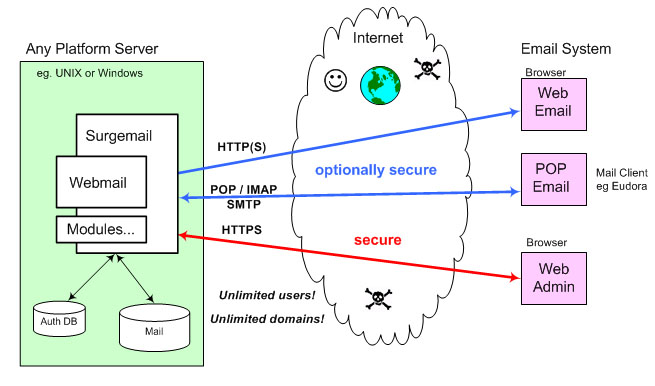 Any Platform Server
eg. UNIX or Windows
Surgemail
Webmail
Modules...
Auth DB
Mail
Internet
HTTP(S)
optionally secure
POP / IMAP
SMTP
HTTPS
secure
Unlimited users!
Unlimited domains!
Email System
Browser
Web
Email
POP
Email
Mail Client
eg Eudora
Browser
Web
Admin